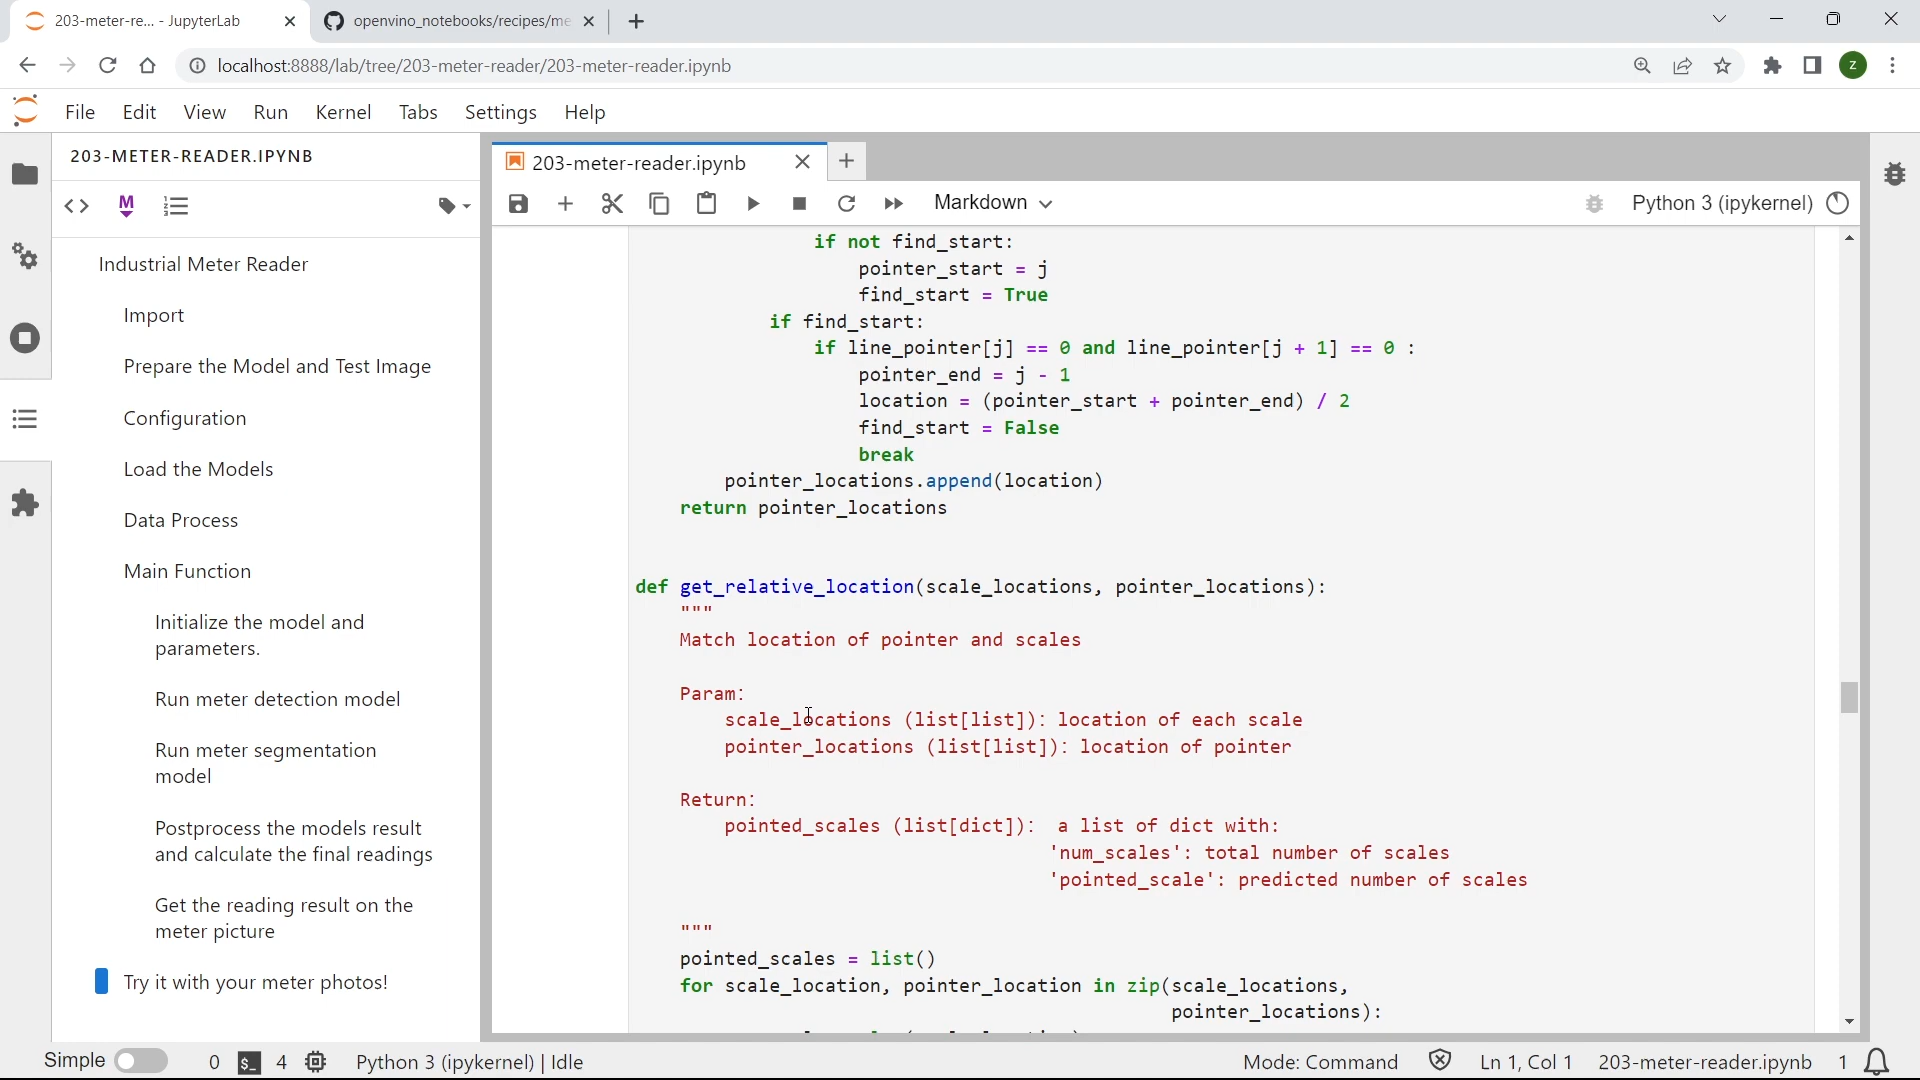 203-meter-re... - JupyterLab
openvino_notebooks/recipes/me
localhost:8888/lab/tree/203-meter-reader/203-meter-reader.ipynb
z
File Edit View Run Kernel Tabs Settings Help
203-METER-READER.IPYNB
Industrial Meter Reader
Import
Prepare the Model and Test Image
Configuration
Load the Models
Data Process
Main Function
Initialize the model and
parameters.
Run meter detection model
Run meter segmentation
model
Postprocess the models result
and calculate the final readings
Get the reading result on the
meter picture
Try it with your meter photos!
203-meter-reader.ipynb
Markdown
Python 3 (ipykernel)
if not find_start:
pointer_start = j
find_start = True
if find_start:
if line_pointer[j] == 0 and line_pointer[j + 1] == 0 :
pointer_end = j - 1
location = (pointer_start + pointer_end) / 2
find_start = False
break
pointer_locations.append(location)
return pointer_locations
def get_relative_location(scale_locations, pointer_locations):
"""
Match location of pointer and scales
Param:
scale_locations (list[list]): location of each scale
pointer_locations (list[list]): location of pointer
Return:
pointed_scales (list[dict]): a list of dict with:
'num_scales': total number of scales
'pointed_scale': predicted number of scales
"""
pointed_scales = list()
for scale_location, pointer_location in zip(scale_locations,
pointer_locations):
Simple 0 $_ 4 Python 3 (ipykernel) | Idle Mode: Command Ln 1, Col 1 203-meter-reader.ipynb 1